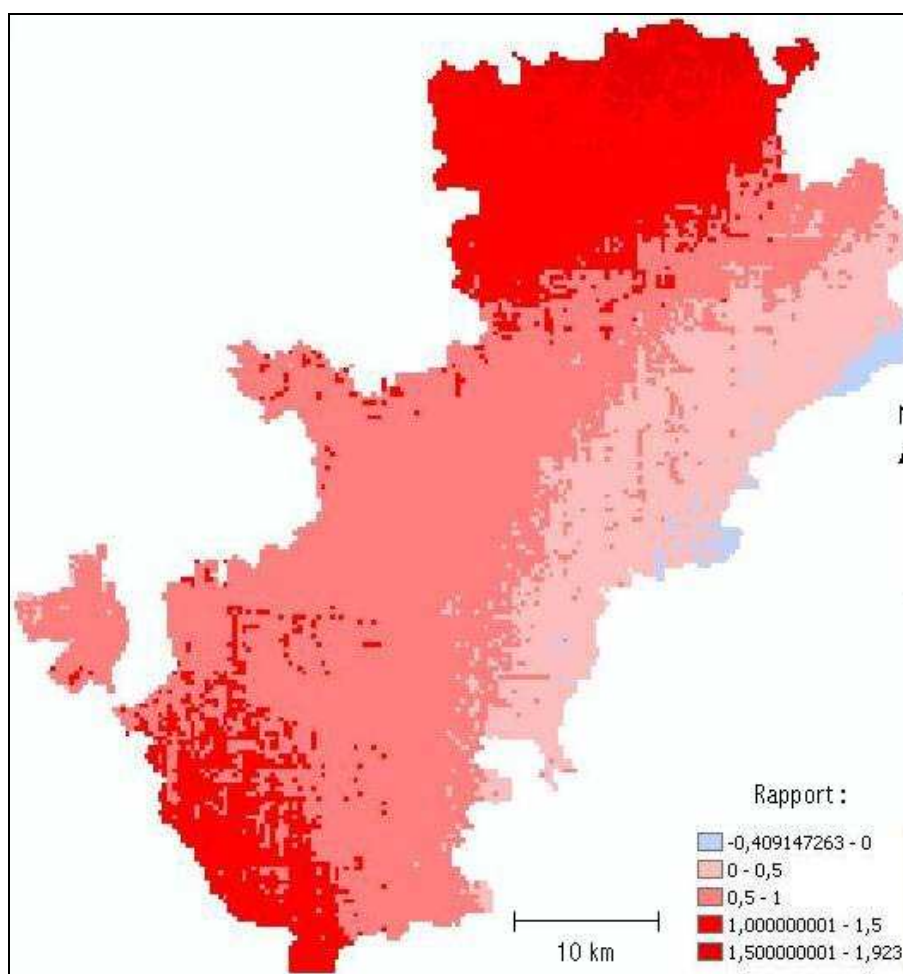 N
Rapport :
-0,409147263 - 0
0 - 0,5
0,5 - 1
1,000000001 - 1,5
1,500000001 - 1,923
10 km